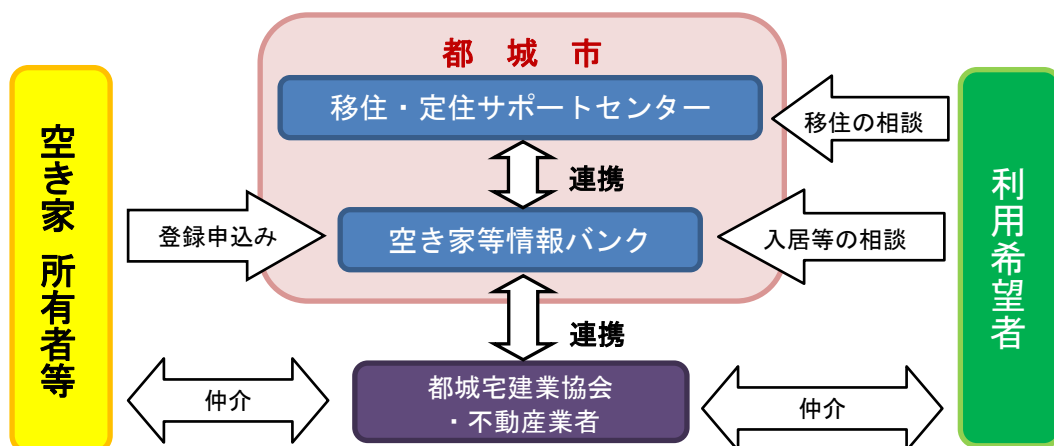 都 城 市
移住・定住サポートセンター
移住の相談
連携
空き家 所有者等
登録申込み
空き家等情報バンク
入居等の相談
利用希望者
連携
仲介
都城宅建業協会
・不動産業者
仲介